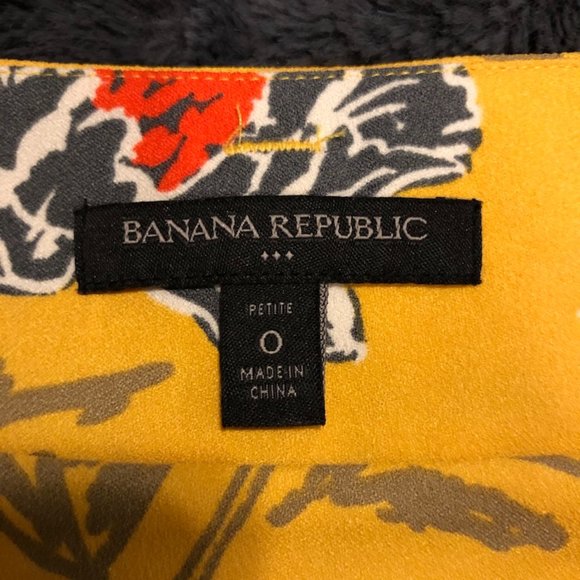 BANANA REPUBLIC
PETITE
0
MADE IN
CHINA